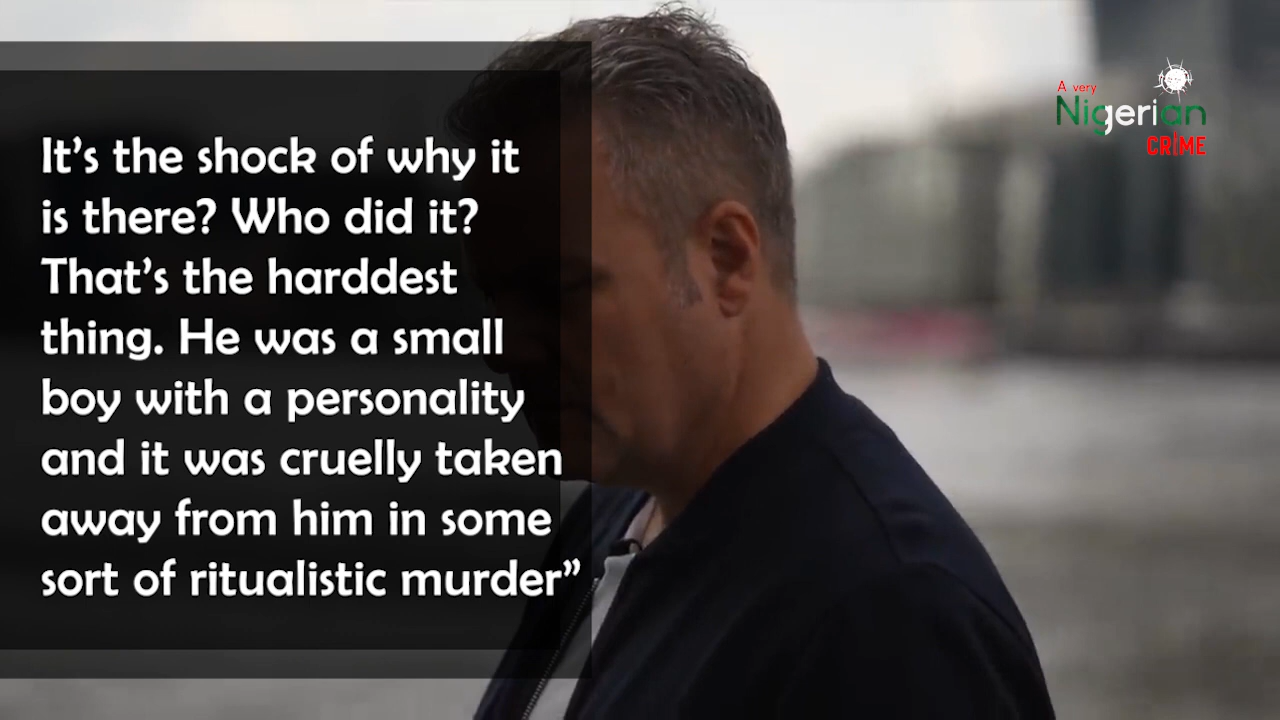 It’s the shock of why it
is there? Who did it?
That’s the harddest
thing. He was a small
boy with a personality
and it was cruelly taken
away from him in some
sort of ritualistic murder”
A very
Nigerian
CRIME